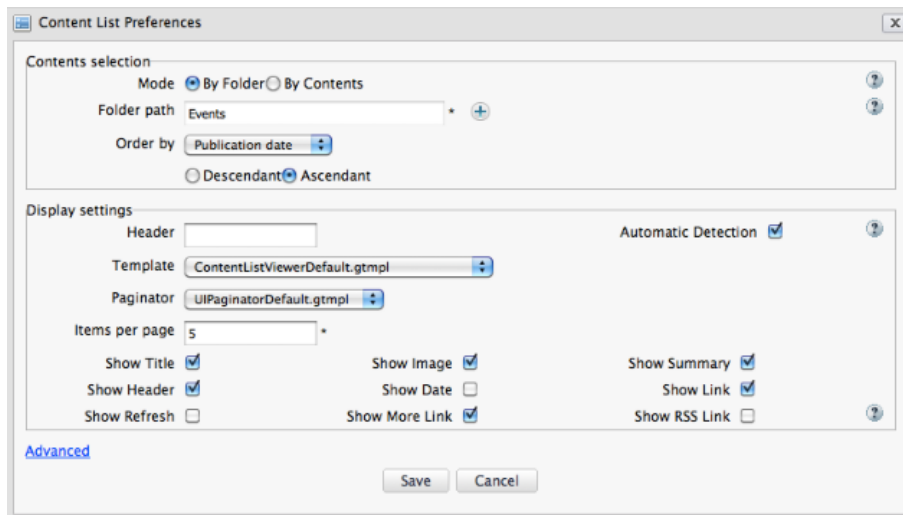 Content List Preferences
Contents selection
Mode By Folder By Contents
Folder path Events *
Order by Publication date
Descendant Ascendant
Display settings
Header Automatic Detection
Template ContentListViewerDefault.gtmpl
Paginator UIPaginatorDefault.gtmpl
Items per page 5 *
Show Title Show Image Show Summary
Show Header Show Date Show Link
Show Refresh Show More Link Show RSS Link
Advanced
Save Cancel